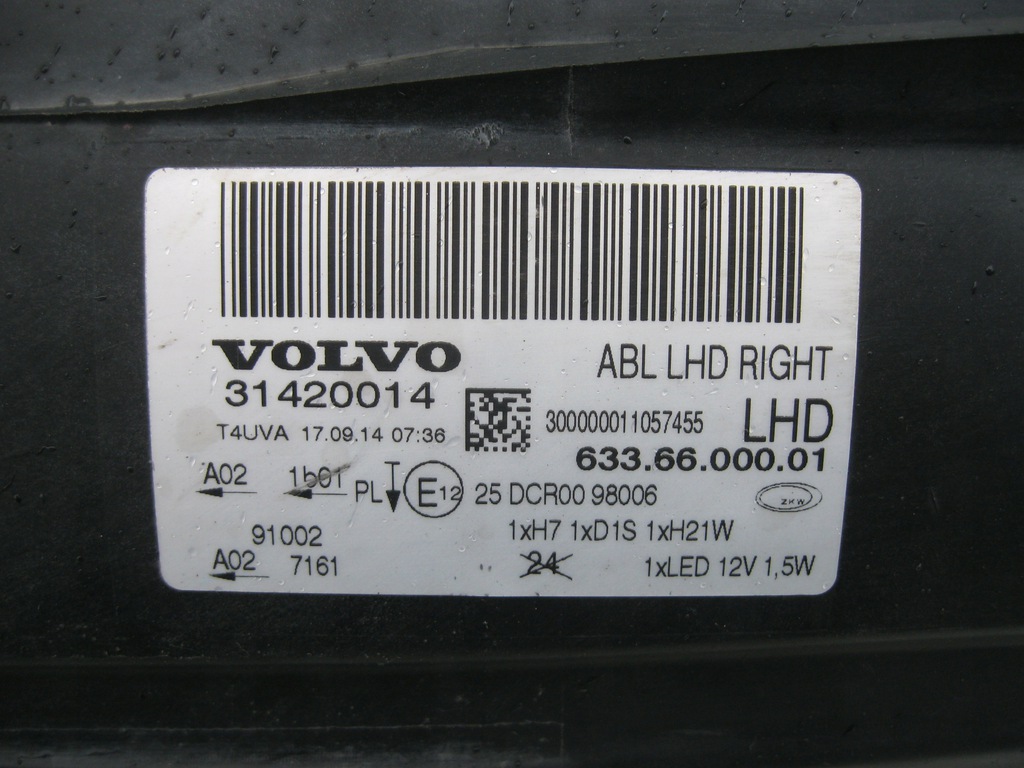 VOLVO ABL LHD RIGHT
31420014 300000011057455 LHD
T4UVA 17.09.14 07:36 633.66.000.01
A02 1b01 PL E12 25 DCR00 98006 ZKW
91002 1xH7 1xD1S 1xH21W
A02 7161 24 1xLED 12V 1,5W